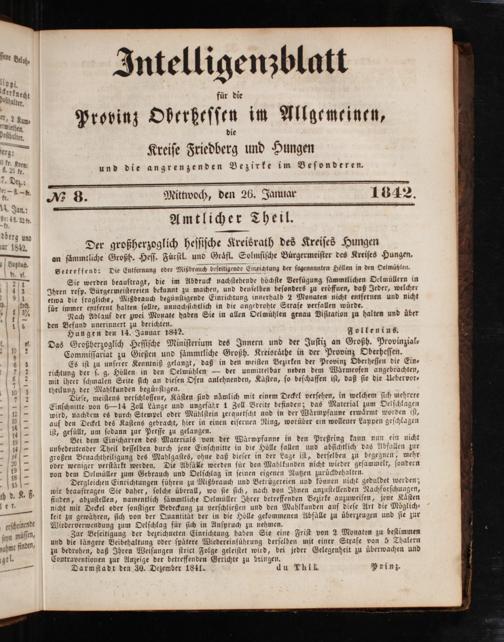 Intelligenzblatt
für die
Provinz Oberhessen im Allgemeinen,
die
Kreise Friedberg und Hungen
und die angrenzenden Bezirke im Besonderen.
№ 8. Mittwoch, den 26. Januar 1842.
Amtlicher Theil.
Der großherzoglich hessische Kreisrath des Kreises Hungen
an sämmtliche Großh. Hess. Fürstl. und Gräfl. Solmsische Bürgermeister des Kreises Hungen.
Betreffend: Die Entfernung oder Mißbrauch beseitigende Einrichtung der sogenannten Höllen in den Oelmühlen.
Sie werden beauftragt, die im Abdruck nachstehende höchste Verfügung sämmtlichen Oelmüllern in
Ihren resp. Bürgermeistereien bekannt zu machen, und denselben besonders zu eröffnen, daß Jeder, welcher
etwa die fragliche, Mißbrauch begünstigende Einrichtung innerhalb 2 Monaten nicht entfernen und nicht
für immer entfernt halten sollte, unnachsichtlich in die angedrohte Strafe verfallen würde.
Nach Ablauf der zwei Monate haben Sie in allen Oelmühlen genau Visitation zu halten und über
den Befund anerinnert zu berichten.
Hungen den 14. Januar 1842. Follenius.
Das Großherzoglich Hessische Ministerium des Innern und der Justiz an Großh. Provinzial-
Commissariat zu Gießen und sämmtliche Großh. Kreisräthe in der Provinz Oberhessen.
Es ist zu unserer Kenntniß gelangt, daß in den meisten Bezirken der Provinz Oberhessen die Ein-
richtung der s. g. Höllen in den Oelmühlen — der unmittelbar neben dem Wärmofen angebrachten,
mit ihrer schmalen Seite sich an diesen Ofen anlehnenden, Kästen, so beschaffen ist, daß sie die Uebervor-
theilung der Mahlkunden begünstigen.
Diese, meistens verschlossene, Kästen sind nämlich mit einem Deckel versehen, in welchem sich mehrere
Einschnitte von 6—14 Zoll Länge und ungefähr 1 Zoll Breite befinden; das Material zum Oelschlagen
wird, nachdem es durch Stempel oder Mahlstein gequetscht und in der Wärmpfanne erwärmt worden ist,
auf den Deckel des Kastens gebracht, hier in einen eisernen Ring, worüber ein wollener Lappen geschlagen
ist, gefüllt, um sodann zur Presse zu gelangen.
Bei dem Einscharren des Materials von der Wärmpfanne in den Preßring kann nun ein nicht
unbedeutender Theil desselben durch jene Einschnitte in die Hölle fallen und absichtlich das Abfallen zur
großen Benachtheiligung des Mahlgastes, ohne daß dieser in der Lage ist, derselben zu begegnen, mehr
oder weniger verstärkt werden. Die Abfälle werden für den Mahlkunden nicht wieder gesammelt, sondern
von dem Oelmüller zum Gebrauch und Oelschlag in seinem eigenen Nutzen zurückbehalten.
Dergleichen Einrichtungen führen zu Mißbrauch und Betrügereien und können nicht geduldet werden;
wir beauftragen Sie daher, solche überall, wo sie sich, nach von Ihnen anzustellenden Nachforschungen,
finden, abzustellen, namentlich sämmtliche Oelmüller Ihrer betreffenden Bezirke anzuweisen, jene Kästen
nicht mit Deckel oder sonstiger Bedeckung zu verschließen und den Mahlkunden auf diese Art die Möglich-
keit zu gewähren, sich von der Quantität der in die Hölle gekommenen Abfälle zu überzeugen und sie zur
Wiederverwendung zum Oelschlag für sich in Anspruch zu nehmen.
Zur Beseitigung der bezeichneten Einrichtung haben Sie eine Frist von 2 Monaten zu bestimmen
und die längere Beibehaltung oder spätere Wiedereinführung derselben mit einer Strafe von 5 Thalern
zu bedrohen, daß Ihren Weisungen strict Folge geleistet wird, bei jeder Gelegenheit zu überwachen und
Contraventionen zur Anzeige der betreffenden Gerichte zu bringen.
Darmstadt den 30. Dezember 1841. du Thil. Prinz.